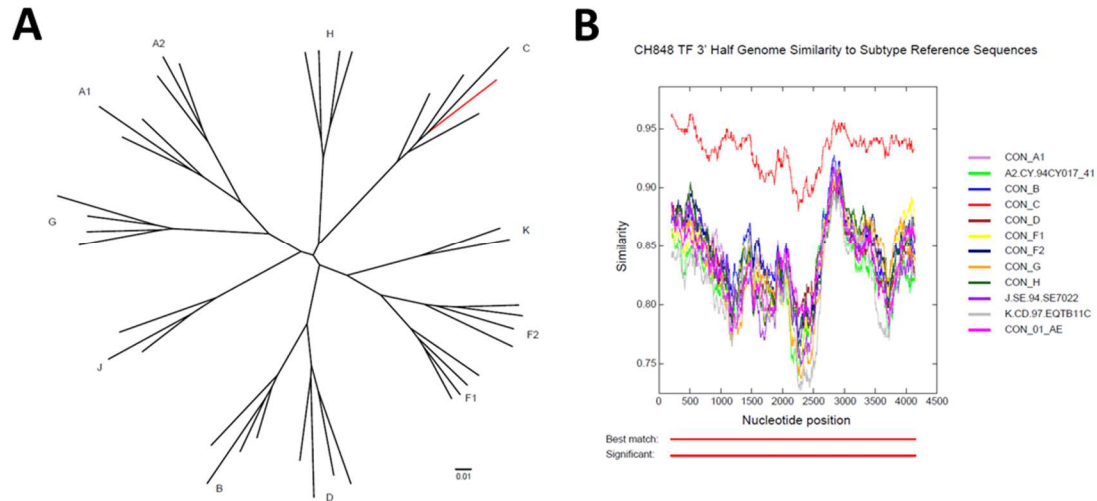 A
A2
H
C
A1
G
K
F2
J
F1
B
D
0.01
B
CH848 TF 3' Half Genome Similarity to Subtype Reference Sequences
0.95
0.90
0.85
0.80
0.75
Similarity
0 500 1000 1500 2000 2500 3000 3500 4000 4500
Nucleotide position
CON_A1
A2.CY.94CY017_41
CON_B
CON_C
CON_D
CON_F1
CON_F2
CON_G
CON_H
J.SE.94.SE7022
K.CD.97.EQTB11C
CON_01_AE
Best match:
Significant: